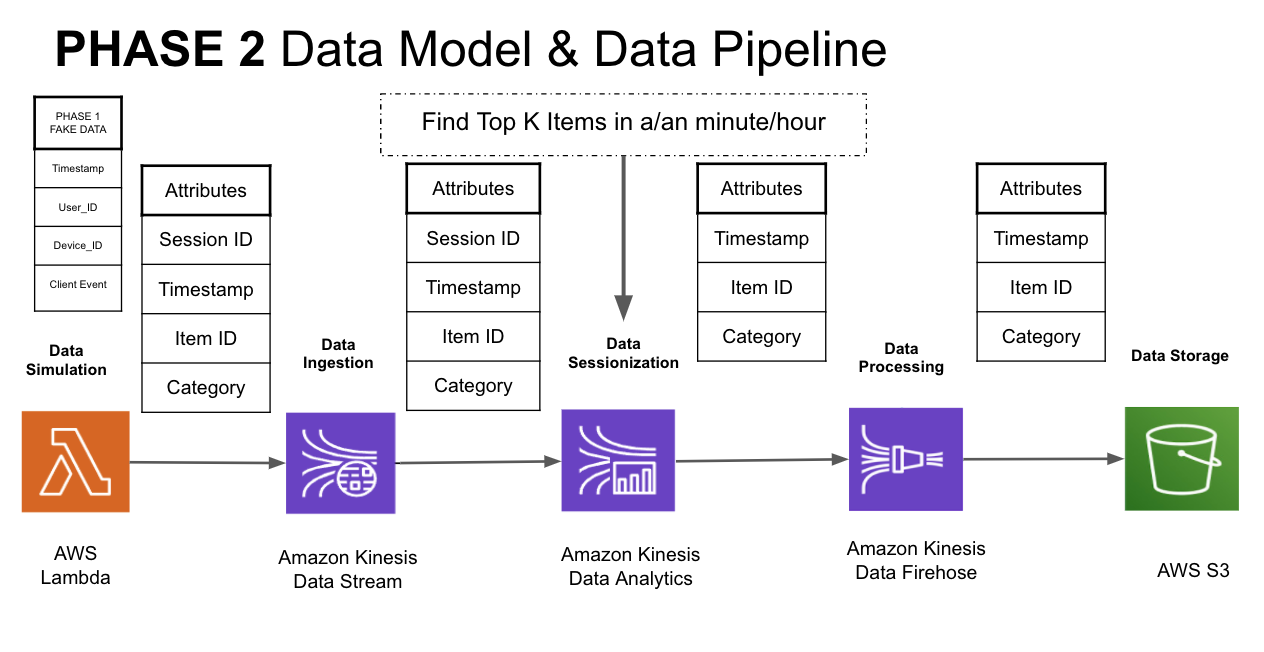 PHASE 2 Data Model & Data Pipeline
PHASE 1
FAKE DATA
Timestamp
User_ID
Device_ID
Client Event
Attributes
Session ID
Timestamp
Item ID
Category
Find Top K Items in a/an minute/hour
Attributes
Session ID
Timestamp
Item ID
Category
Attributes
Timestamp
Item ID
Category
Attributes
Timestamp
Item ID
Category
Data
Simulation
Data
Ingestion
Data
Sessionization
Data
Processing
Data Storage
AWS
Lambda
Amazon Kinesis
Data Stream
Amazon Kinesis
Data Analytics
Amazon Kinesis
Data Firehose
AWS S3